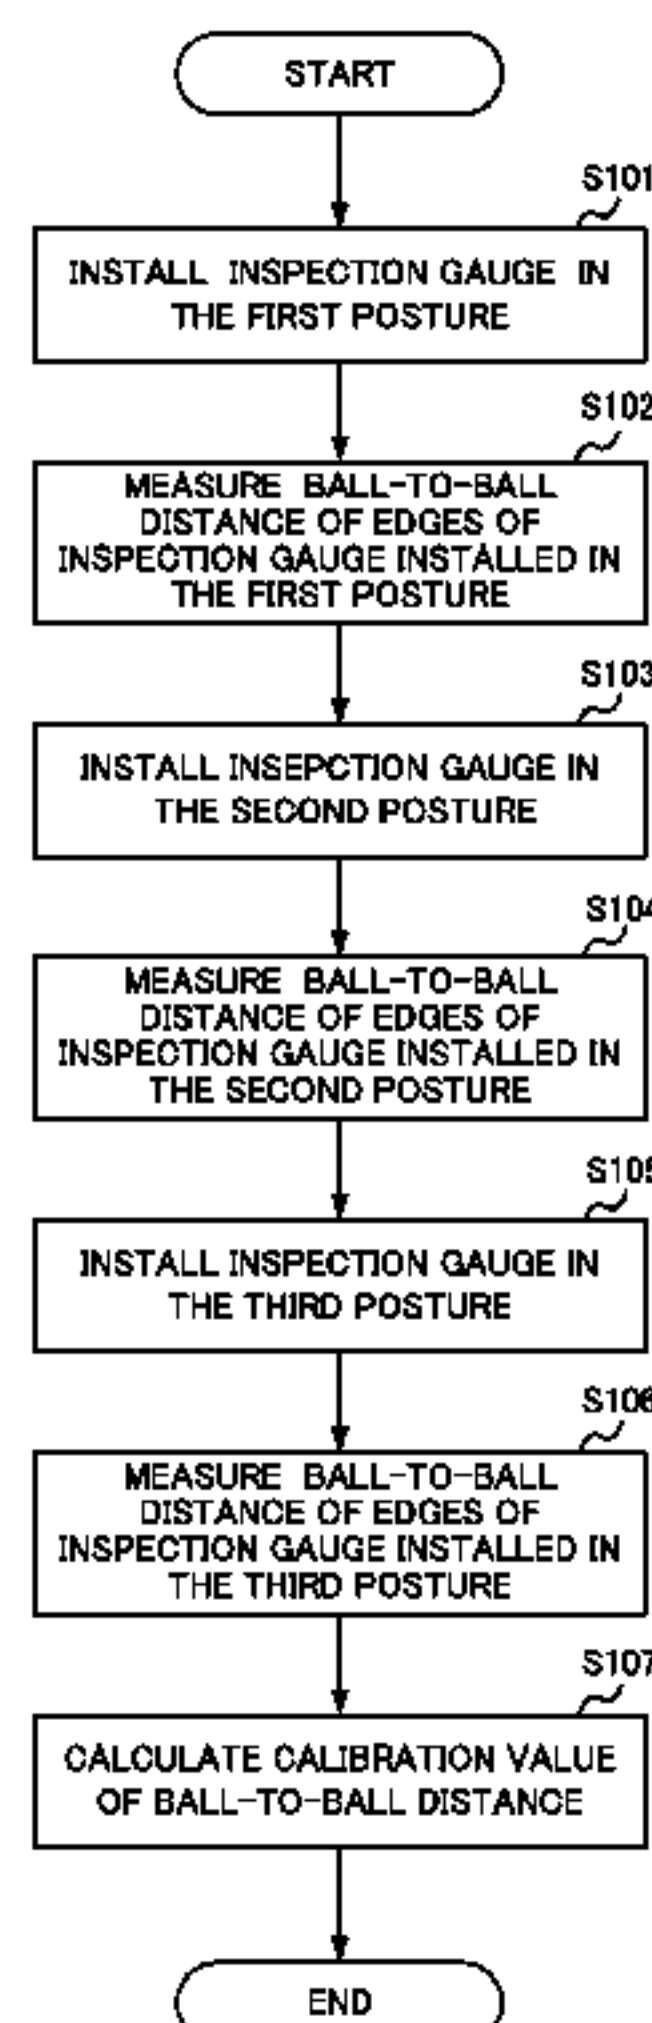 START
S101
INSTALL INSPECTION GAUGE IN
THE FIRST POSTURE
S102
MEASURE BALL-TO-BALL
DISTANCE OF EDGES OF
INSPECTION GAUGE INSTALLED IN
THE FIRST POSTURE
S103
INSTALL INSEPCTION GAUGE IN
THE SECOND POSTURE
S104
MEASURE BALL-TO-BALL
DISTANCE OF EDGES OF
INSPECTION GAUGE INSTALLED IN
THE SECOND POSTURE
S105
INSTALL INSPECTION GAUGE IN
THE THIRD POSTURE
S106
MEASURE BALL-TO-BALL
DISTANCE OF EDGES OF
INSPECTION GAUGE INSTALLED IN
THE THIRD POSTURE
S107
CALCULATE CALIBRATION VALUE
OF BALL-TO-BALL DISTANCE
END